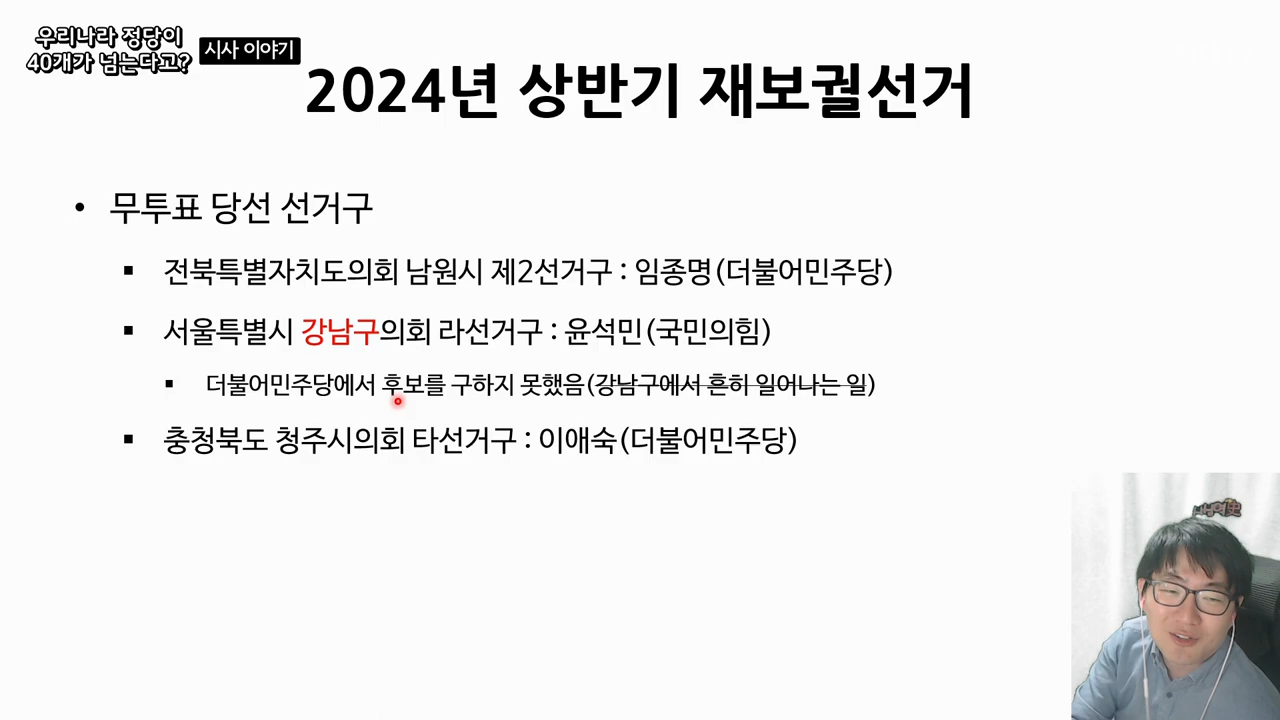 우리나라 정당이
40개가 넘는다고?
시사 이야기
2024년 상반기 재보궐선거
• 무투표 당선 선거구
▪ 전북특별자치도의회 남원시 제2선거구 : 임종명(더불어민주당)
▪ 서울특별시 강남구의회 라선거구 : 윤석민(국민의힘)
▪ 더불어민주당에서 후보를 구하지 못했음(강남구에서 흔히 일어나는 일)
▪ 충청북도 청주시의회 타선거구 : 이애숙(더불어민주당)